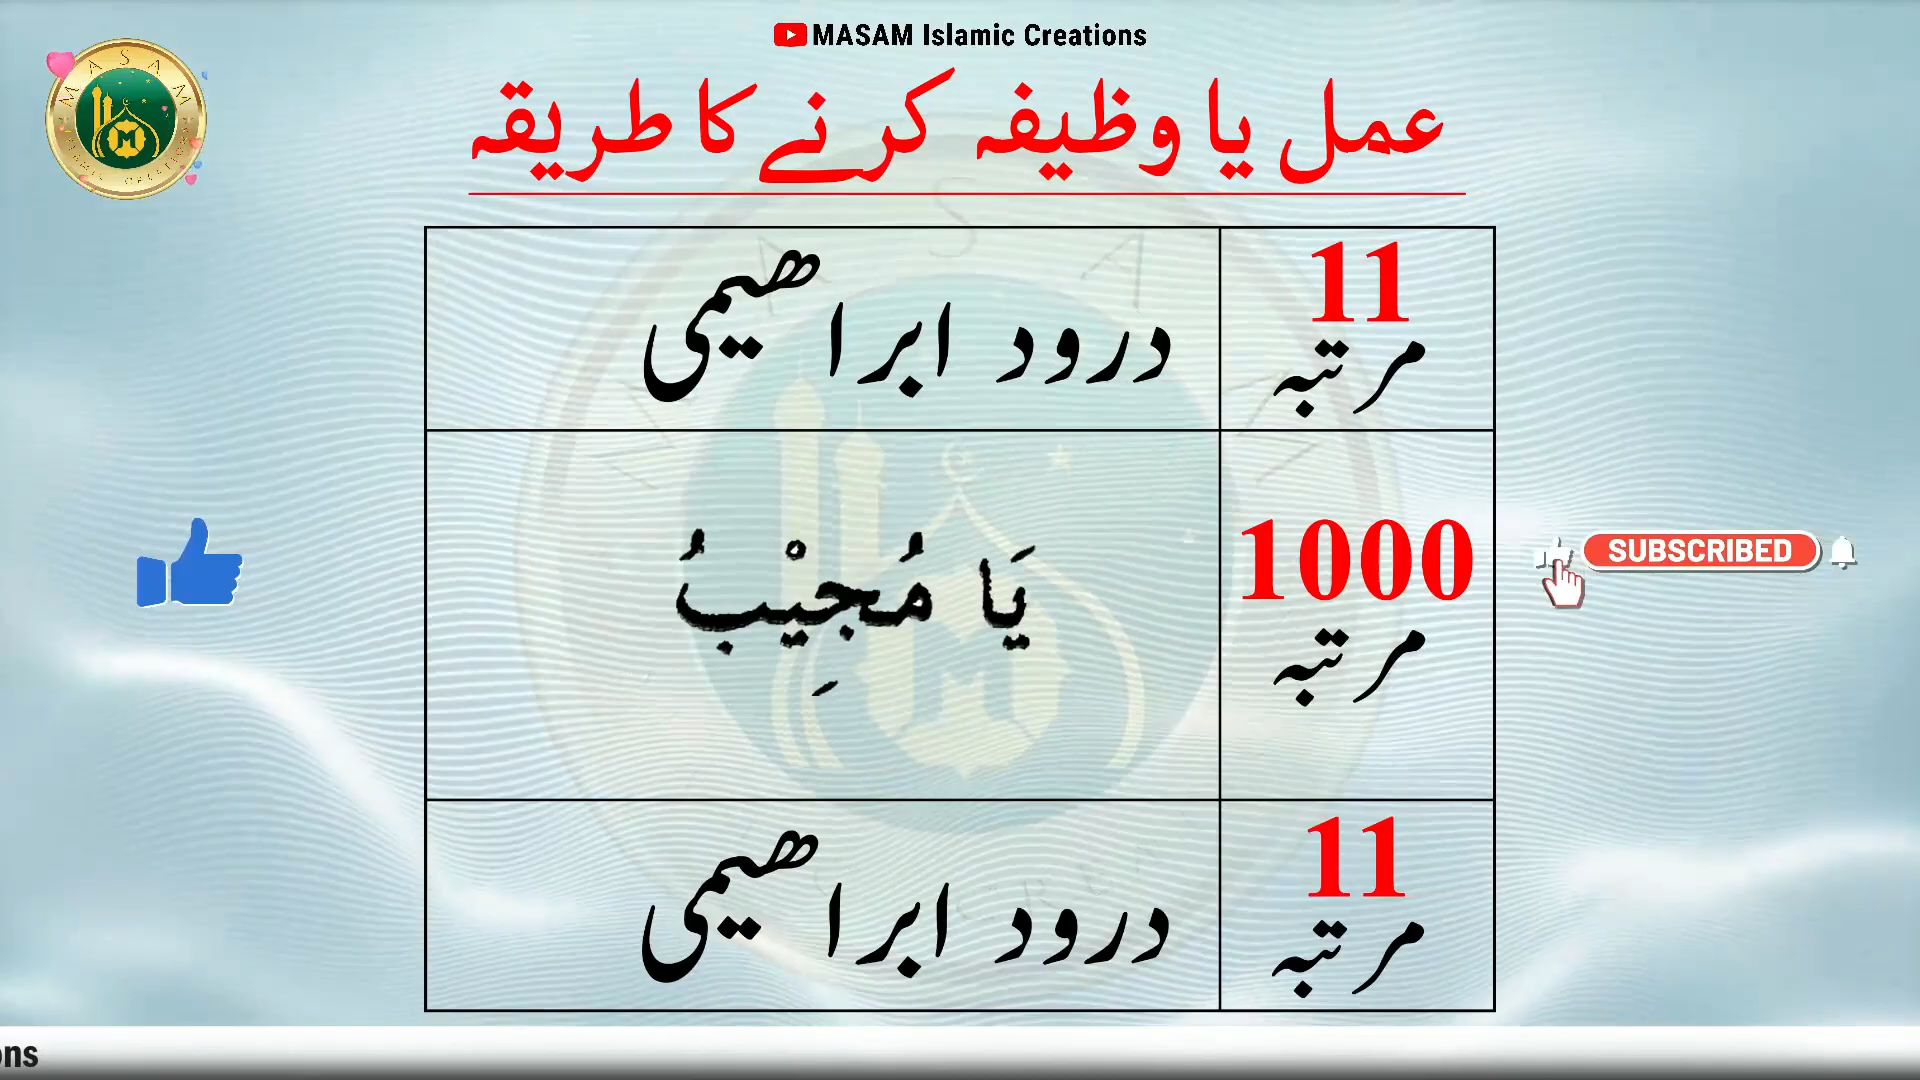 MASAM Islamic Creations
عمل یا وظیفہ کرنے کا طریقہ
11 مرتبہ
درود ابراھیمی
1000 مرتبہ
يَا مُجِيْبُ
SUBSCRIBED
11 مرتبہ
درود ابراھیمی
ons